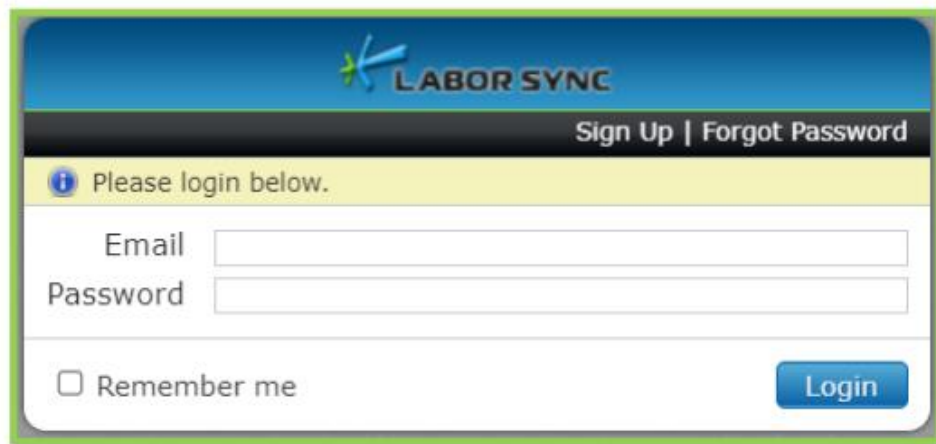 LABOR SYNC
Sign Up | Forgot Password
Please login below.
Email
Password
Remember me
Login